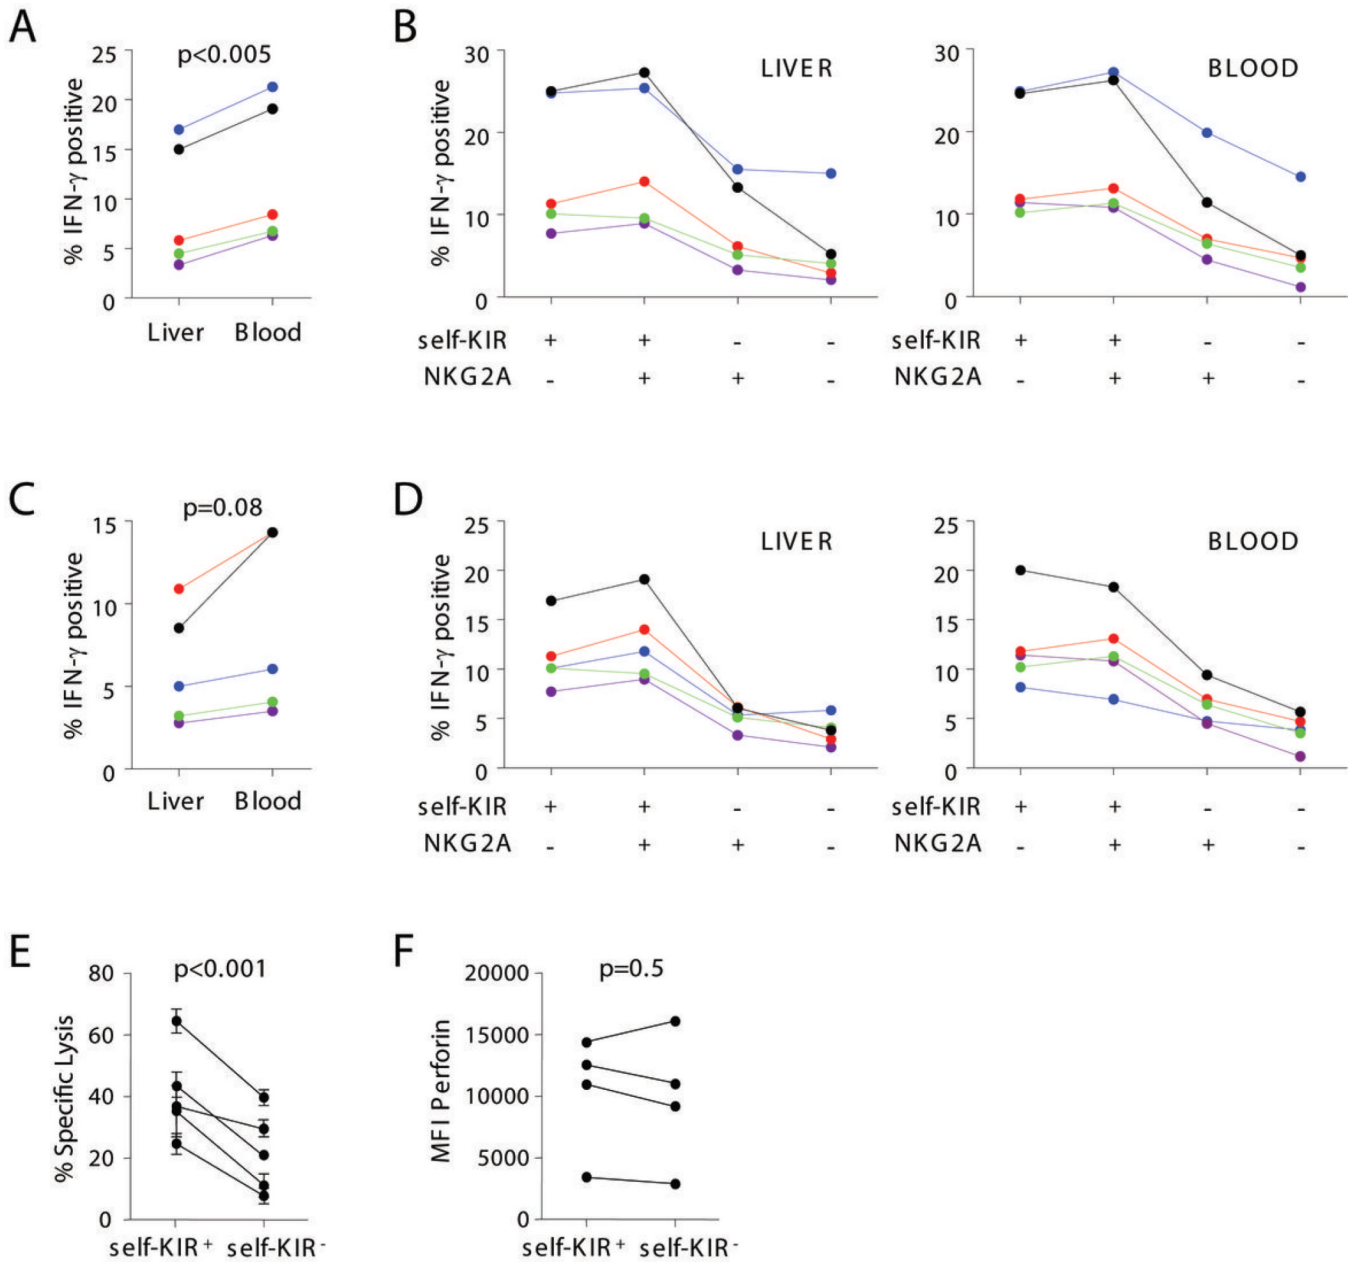 A
p<0.005
% IFN-γ positive
25
20
15
10
5
0
Liver Blood
B
% IFN-γ positive
30
20
10
0
LIVER
self-KIR + + - -
NKG2A - + + -
30
20
10
0
BLOOD
self-KIR + + - -
NKG2A - + + -
C
p=0.08
% IFN-γ positive
15
10
5
0
Liver Blood
D
% IFN-γ positive
25
20
15
10
5
0
LIVER
self-KIR + + - -
NKG2A - + + -
25
20
15
10
5
0
BLOOD
self-KIR + + - -
NKG2A - + + -
E
p<0.001
% Specific Lysis
80
60
40
20
0
self-KIR+ self-KIR-
F
p=0.5
MFI Perforin
20000
15000
10000
5000
0
self-KIR+ self-KIR-